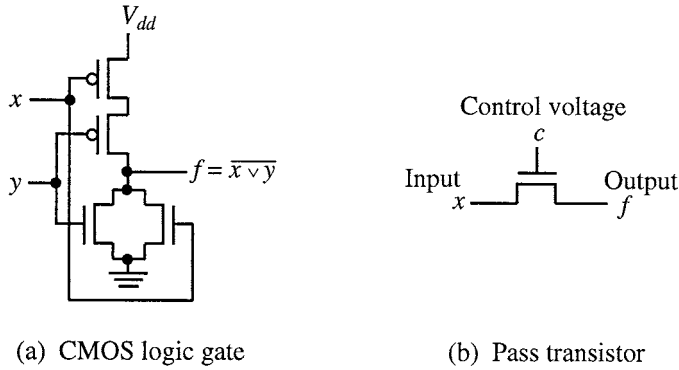 V_dd
x
y
f = \overline{x ∨ y}
(a) CMOS logic gate
Control voltage
c
Input
x
Output
f
(b) Pass transistor